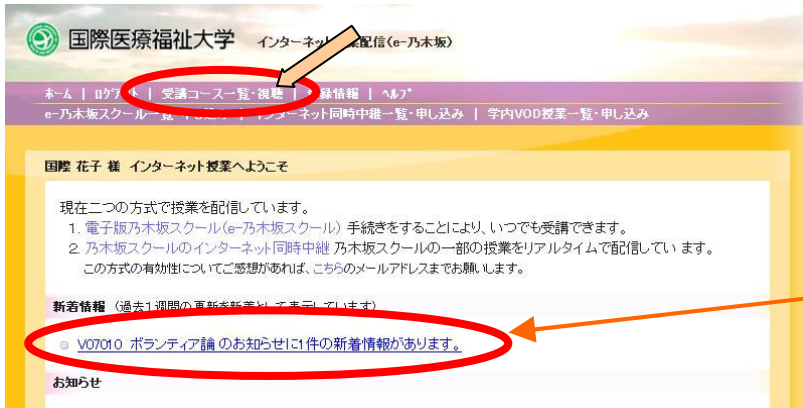 国際医療福祉大学 インターネット 配信(e-乃木坂)
ホーム | ログアウト | 受講コース一覧・視聴 | 録情報 | ヘルプ
e-乃木坂スクール一覧 | インターネット同時中継一覧・申し込み | 学内VOD授業一覧・申し込み
国際 花子 様 インターネット授業へようこそ
現在二つの方式で授業を配信しています。
1. 電子版乃木坂スクール(e-乃木坂スクール) 手続きをすることにより、いつでも受講できます。
2. 乃木坂スクールのインターネット同時中継 乃木坂スクールの一部の授業をリアルタイムで配信してい ます。
この方式の有効性についてご感想があれば、こちらのメールアドレスまでお願いします。
新着情報 (過去1週間の更新を新着として表示しています)
V07010 ボランティア論 のお知らせに1件の新着情報があります。
お知らせ